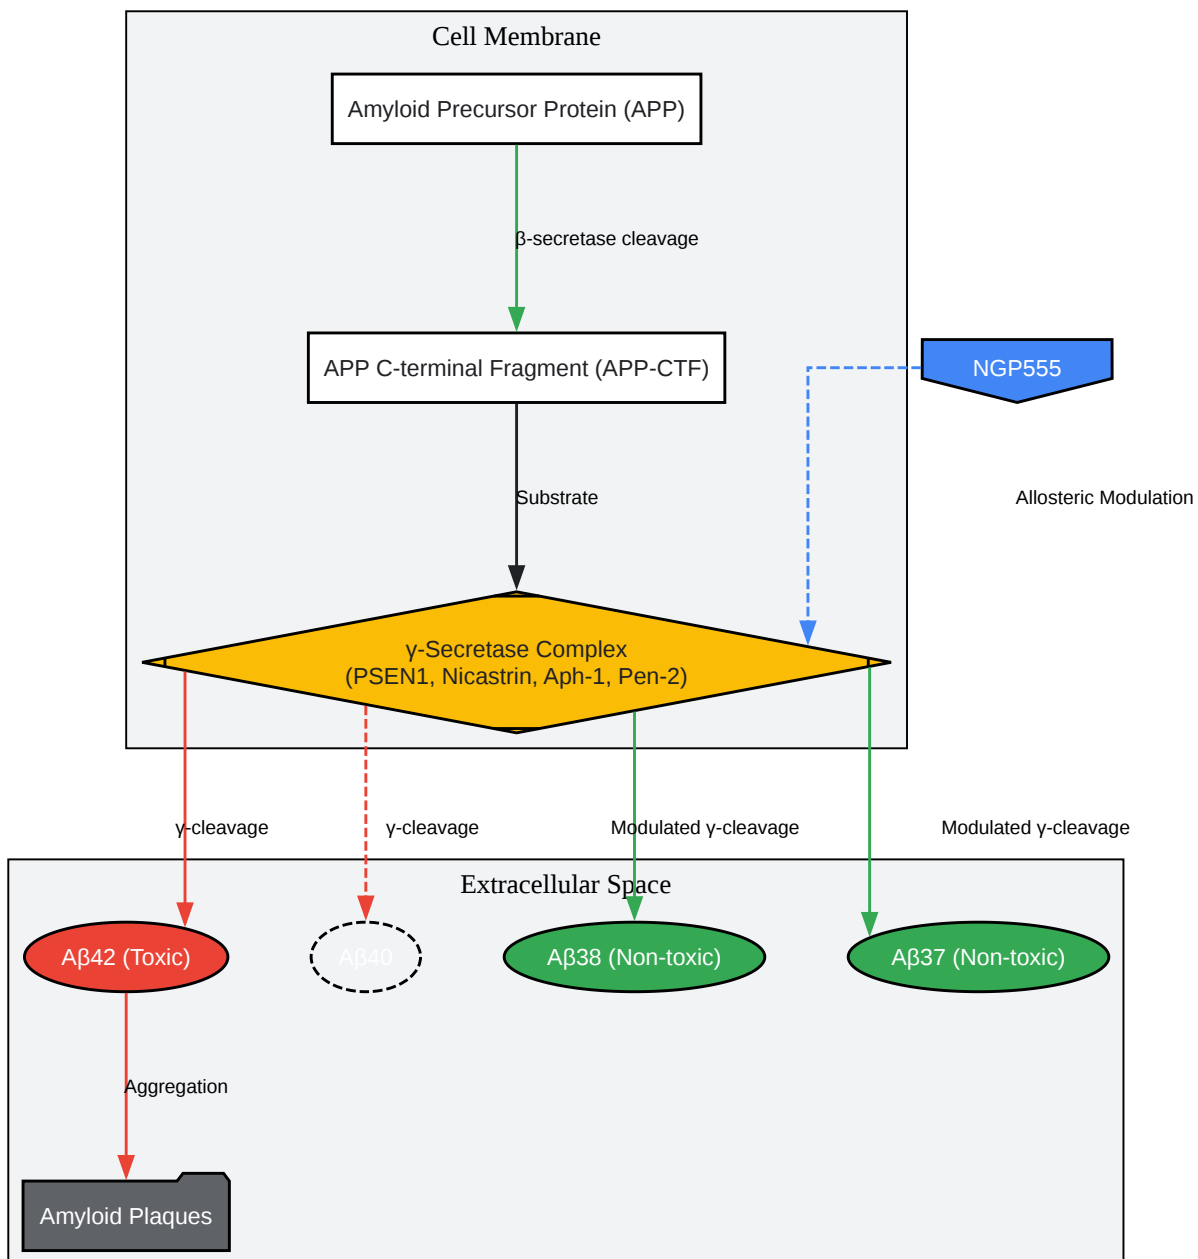 Cell Membrane
Amyloid Precursor Protein (APP)
β-secretase cleavage
APP C-terminal Fragment (APP-CTF)
NGP555
Substrate
Allosteric Modulation
γ-Secretase Complex
(PSEN1, Nicastrin, Aph-1, Pen-2)
γ-cleavage
γ-cleavage
Modulated γ-cleavage
Modulated γ-cleavage
Extracellular Space
Aβ42 (Toxic)
Aβ40
Aβ38 (Non-toxic)
Aβ37 (Non-toxic)
Aggregation
Amyloid Plaques